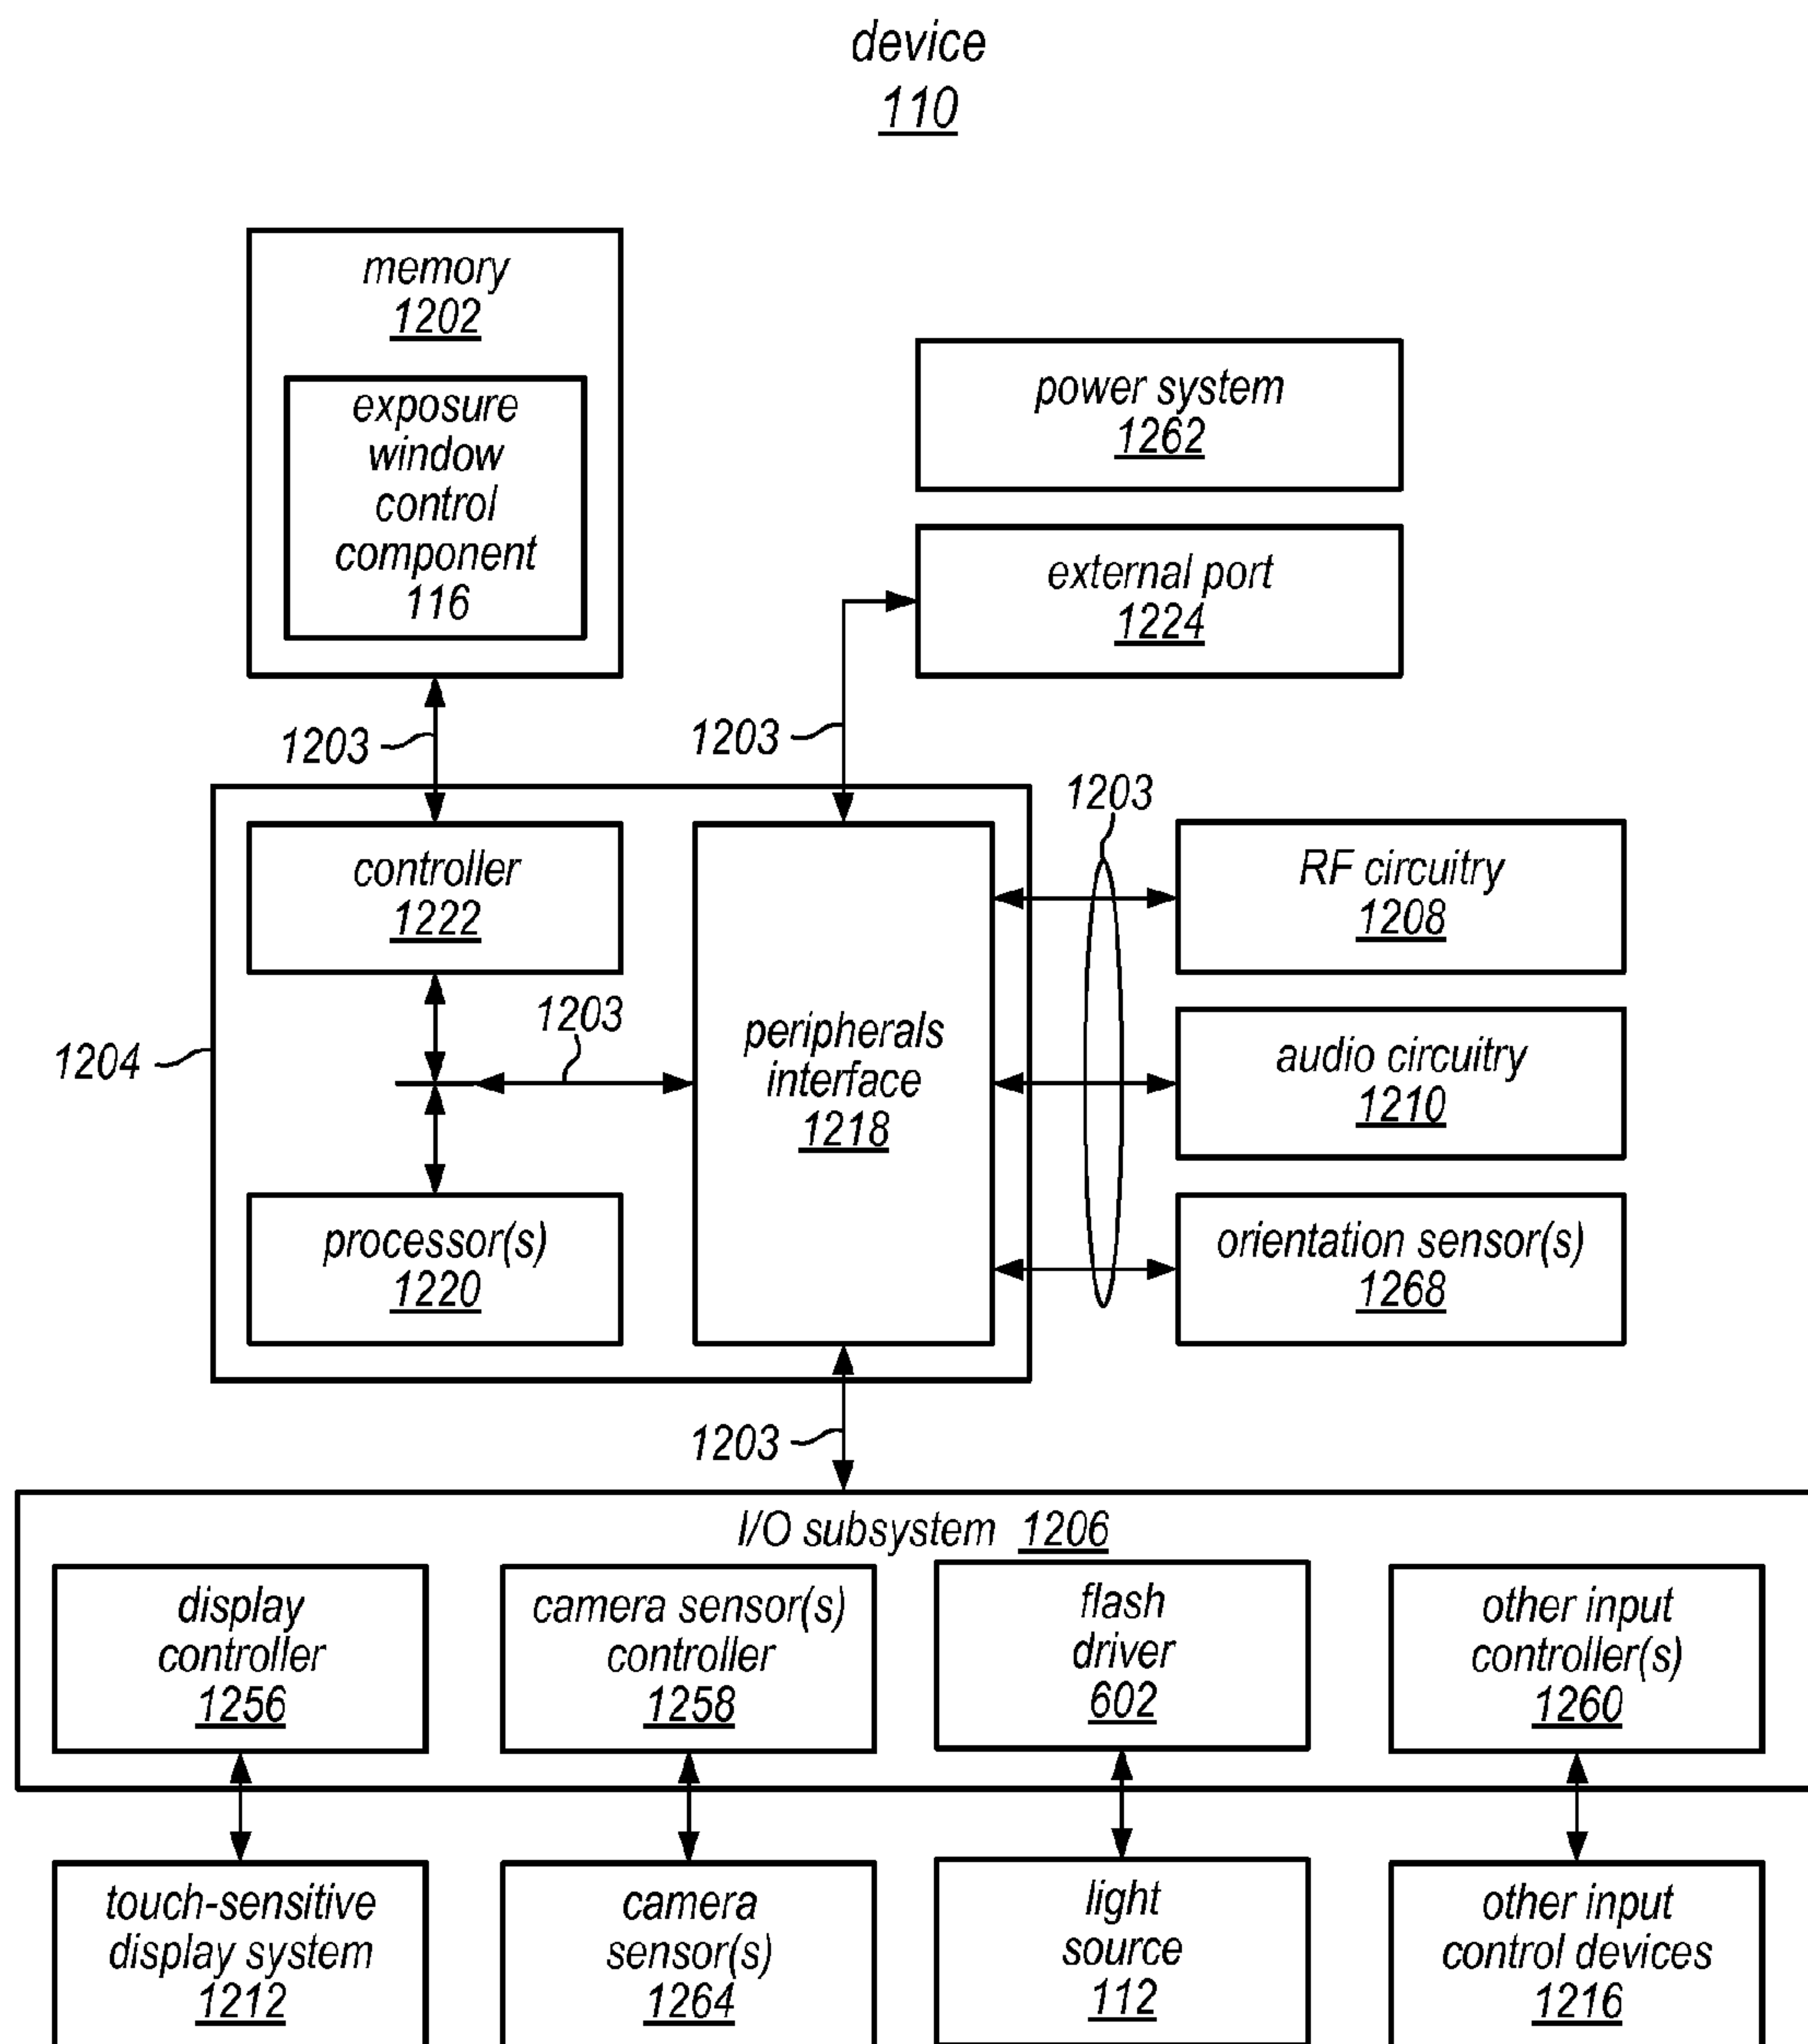 device
110
memory
1202
exposure
window
control
component
116
power system
1262
external port
1224
1203
1203
1203
controller
1222
RF circuitry
1208
1203
peripherals
interface
1218
audio circuitry
1210
1204
processor(s)
1220
orientation sensor(s)
1268
1203
I/O subsystem 1206
display
controller
1256
camera sensor(s)
controller
1258
flash
driver
602
other input
controller(s)
1260
touch-sensitive
display system
1212
camera
sensor(s)
1264
light
source
112
other input
control devices
1216